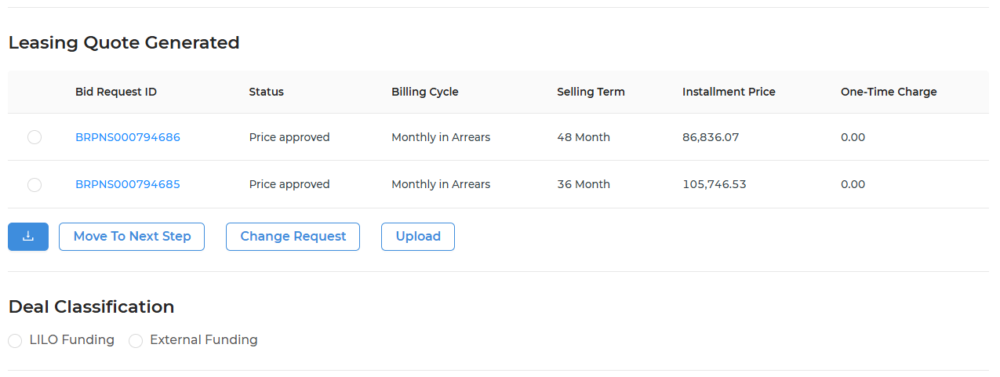 Leasing Quote Generated
Bid Request ID Status Billing Cycle Selling Term Installment Price One-Time Charge
BRPNS000794686 Price approved Monthly in Arrears 48 Month 86,836.07 0.00
BRPNS000794685 Price approved Monthly in Arrears 36 Month 105,746.53 0.00
Move To Next Step Change Request Upload
Deal Classification
LILO Funding External Funding